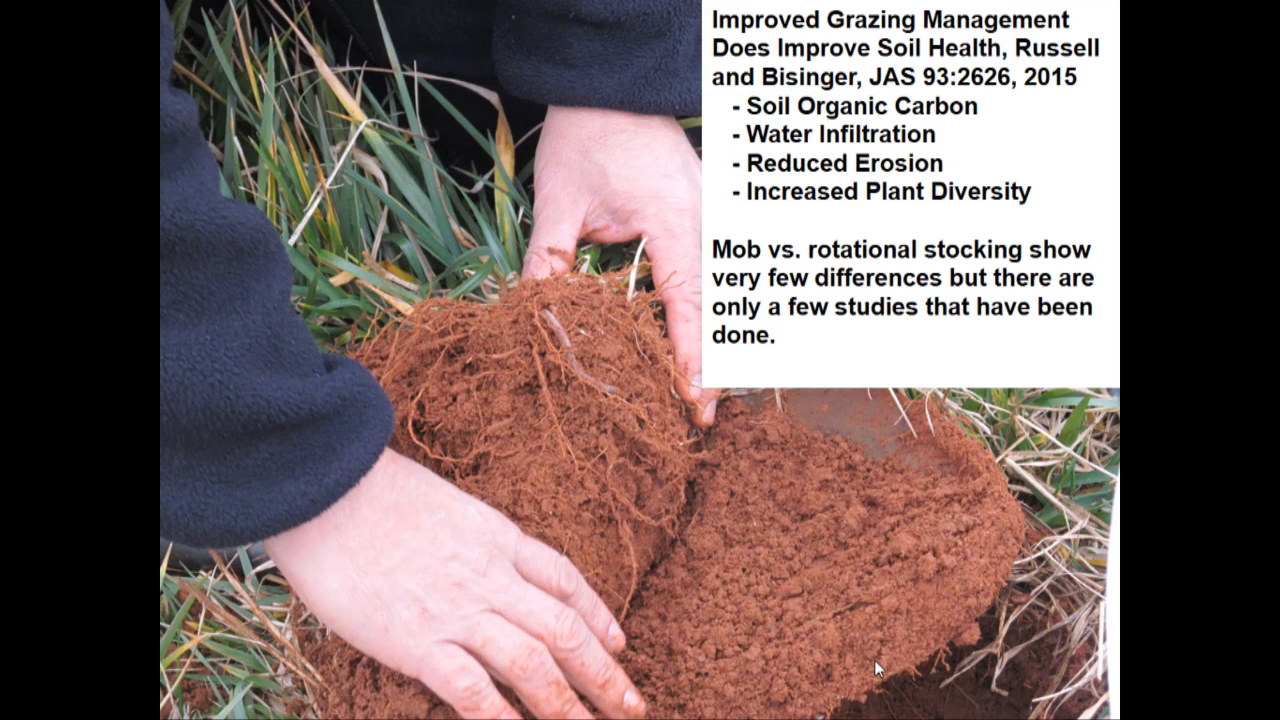 Improved Grazing Management
Does Improve Soil Health, Russell
and Bisinger, JAS 93:2626, 2015
- Soil Organic Carbon
- Water Infiltration
- Reduced Erosion
- Increased Plant Diversity
Mob vs. rotational stocking show
very few differences but there are
only a few studies that have been
done.